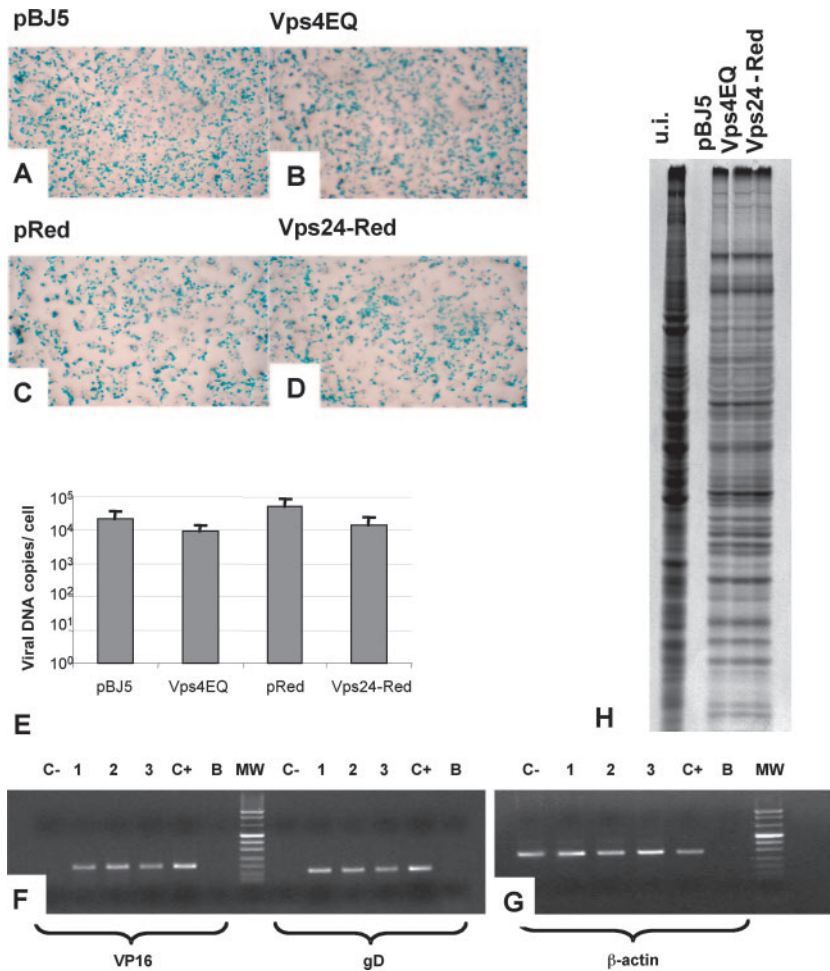 pBJ5
Vps4EQ
A
B
pRed
Vps24-Red
C
D
u.i.
pBJ5
Vps4EQ
Vps24 - Red
H
Viral DNA copies/ cell
10⁵
10⁴
10³
10²
10¹
10⁰
pBJ5 Vps4EQ pRed Vps24-Red
E
C- 1 2 3 C+ B MW C- 1 2 3 C+ B
F
VP16 gD
C- 1 2 3 C+ B MW
G
β-actin